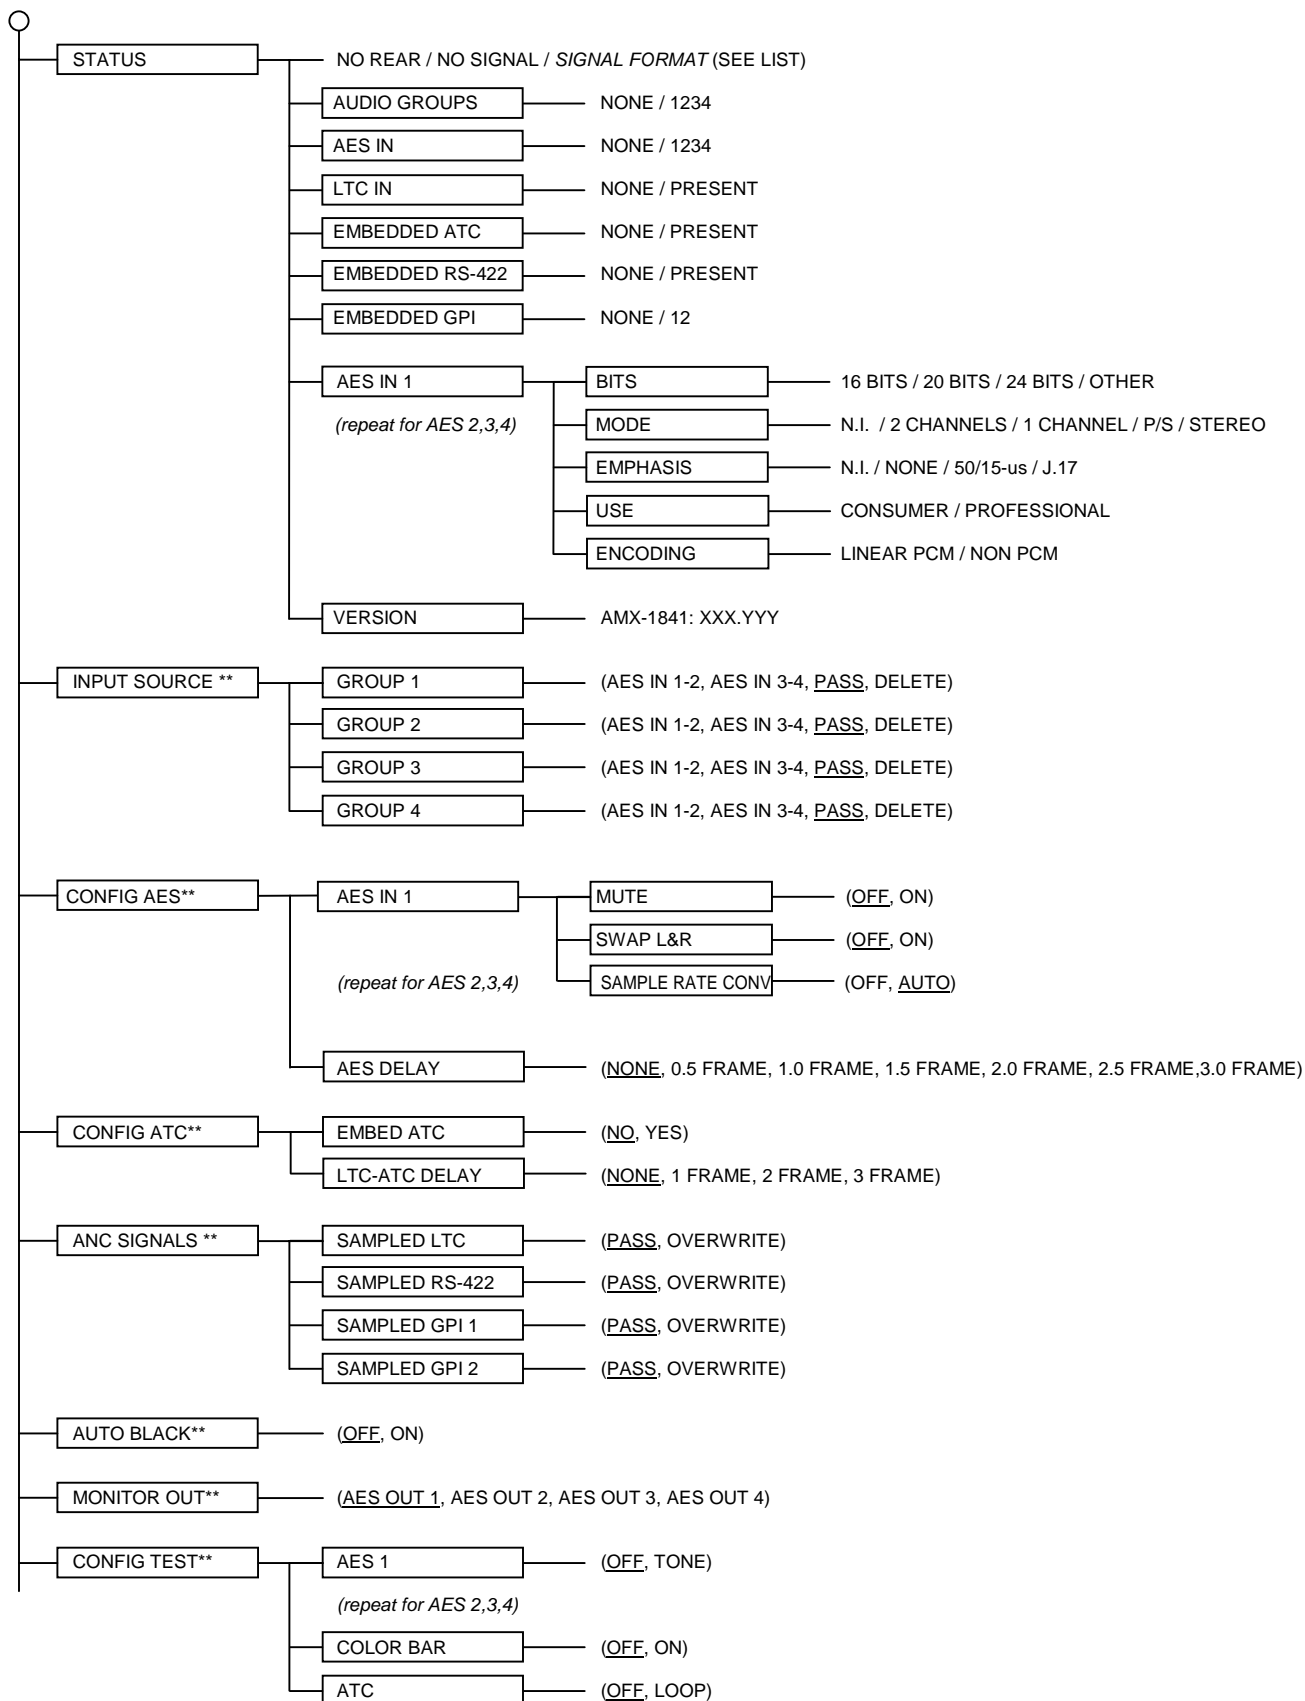 STATUS NO REAR / NO SIGNAL / SIGNAL FORMAT (SEE LIST)
AUDIO GROUPS NONE / 1234
AES IN NONE / 1234
LTC IN NONE / PRESENT
EMBEDDED ATC NONE / PRESENT
EMBEDDED RS-422 NONE / PRESENT
EMBEDDED GPI NONE / 12
AES IN 1 BITS 16 BITS / 20 BITS / 24 BITS / OTHER
(repeat for AES 2,3,4) MODE N.I. / 2 CHANNELS / 1 CHANNEL / P/S / STEREO
EMPHASIS N.I. / NONE / 50/15-us / J.17
USE CONSUMER / PROFESSIONAL
ENCODING LINEAR PCM / NON PCM
VERSION AMX-1841: XXX.YYY
INPUT SOURCE ** GROUP 1 (AES IN 1-2, AES IN 3-4, PASS, DELETE)
GROUP 2 (AES IN 1-2, AES IN 3-4, PASS, DELETE)
GROUP 3 (AES IN 1-2, AES IN 3-4, PASS, DELETE)
GROUP 4 (AES IN 1-2, AES IN 3-4, PASS, DELETE)
CONFIG AES** AES IN 1 MUTE (OFF, ON)
SWAP L&R (OFF, ON)
(repeat for AES 2,3,4) SAMPLE RATE CONV (OFF, AUTO)
AES DELAY (NONE, 0.5 FRAME, 1.0 FRAME, 1.5 FRAME, 2.0 FRAME, 2.5 FRAME,3.0 FRAME)
CONFIG ATC** EMBED ATC (NO, YES)
LTC-ATC DELAY (NONE, 1 FRAME, 2 FRAME, 3 FRAME)
ANC SIGNALS ** SAMPLED LTC (PASS, OVERWRITE)
SAMPLED RS-422 (PASS, OVERWRITE)
SAMPLED GPI 1 (PASS, OVERWRITE)
SAMPLED GPI 2 (PASS, OVERWRITE)
AUTO BLACK** (OFF, ON)
MONITOR OUT** (AES OUT 1, AES OUT 2, AES OUT 3, AES OUT 4)
CONFIG TEST** AES 1 (OFF, TONE)
(repeat for AES 2,3,4)
COLOR BAR (OFF, ON)
ATC (OFF, LOOP)